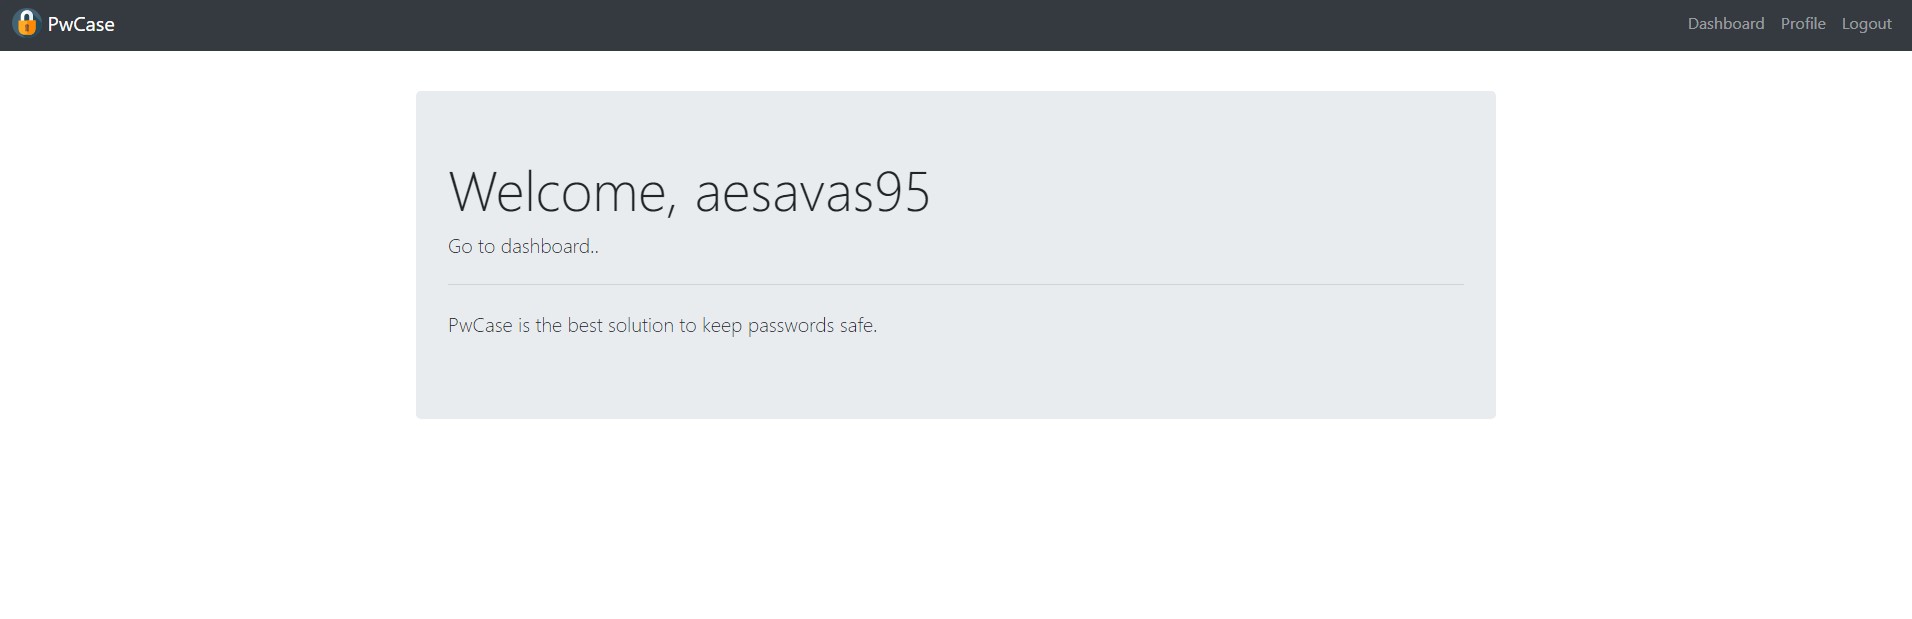 PwCase
Dashboard Profile Logout
Welcome, aesavas95
Go to dashboard..
PwCase is the best solution to keep passwords safe.